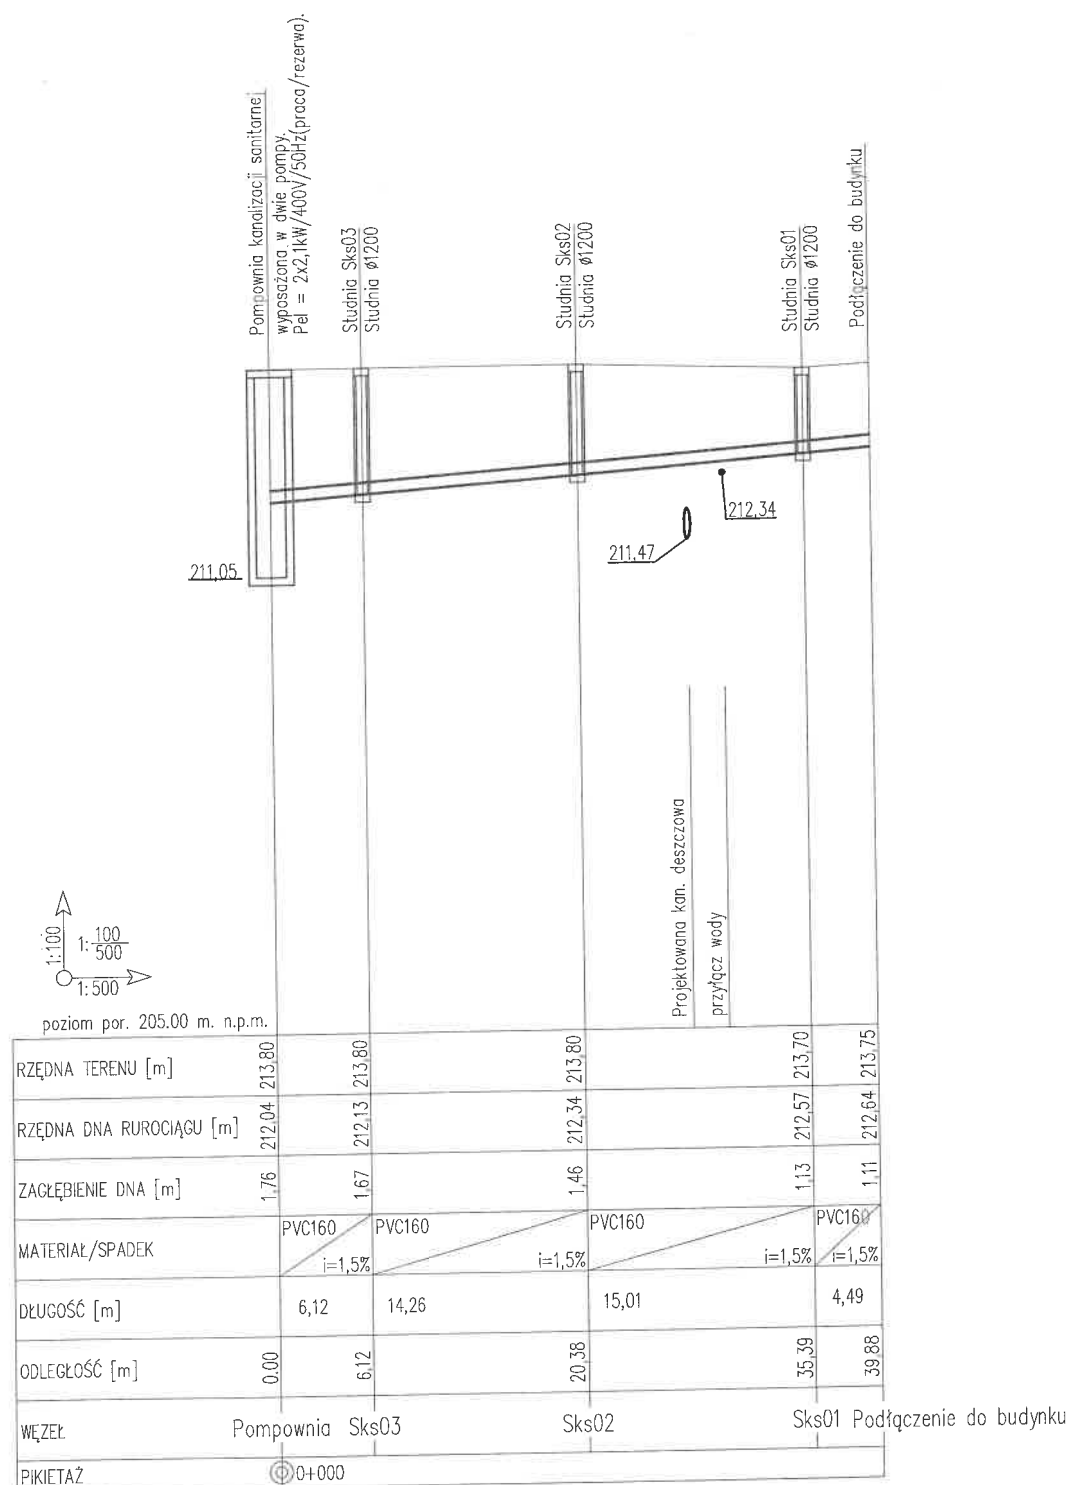 Pompownia kanalizacji sanitarnej
wyposażona w dwie pompy.
Pel = 2x2,1kW/400V/50Hz(praca/rezerwa).
Studnia Sks03
Studnia ø1200
Studnia Sks02
Studnia ø1200
Studnia Sks01
Studnia ø1200
Podłączenie do budynku
212,34
211,47
211,05
Projektowana kan. deszczowa
przyłącz wody
1:100
1:100/500
1:500
poziom por. 205.00 m. n.p.m.
RZĘDNA TERENU [m] 213,80 213,80 213,80 213,70 213,75
RZĘDNA DNA RUROCIĄGU [m] 212,04 212,13 212,34 212,57 212,64
ZAGŁĘBIENIE DNA [m] 1,76 1,67 1,46 1,13 1,11
MATERIAŁ/SPADEK PVC160 i=1,5% PVC160 i=1,5% PVC160 i=1,5% PVC160 i=1,5%
DŁUGOŚĆ [m] 6,12 14,26 15,01 4,49
ODLEGŁOŚĆ [m] 0.00 6,12 20,38 35,39 39,88
WĘZEŁ Pompownia Sks03 Sks02 Sks01 Podłączenie do budynku
PIKIETAŻ 0+000